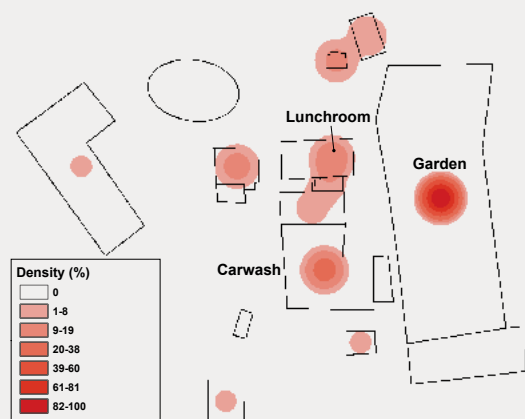 Lunchroom
Garden
Carwash
Density (%)
0
1-8
9-19
20-38
39-60
61-81
82-100